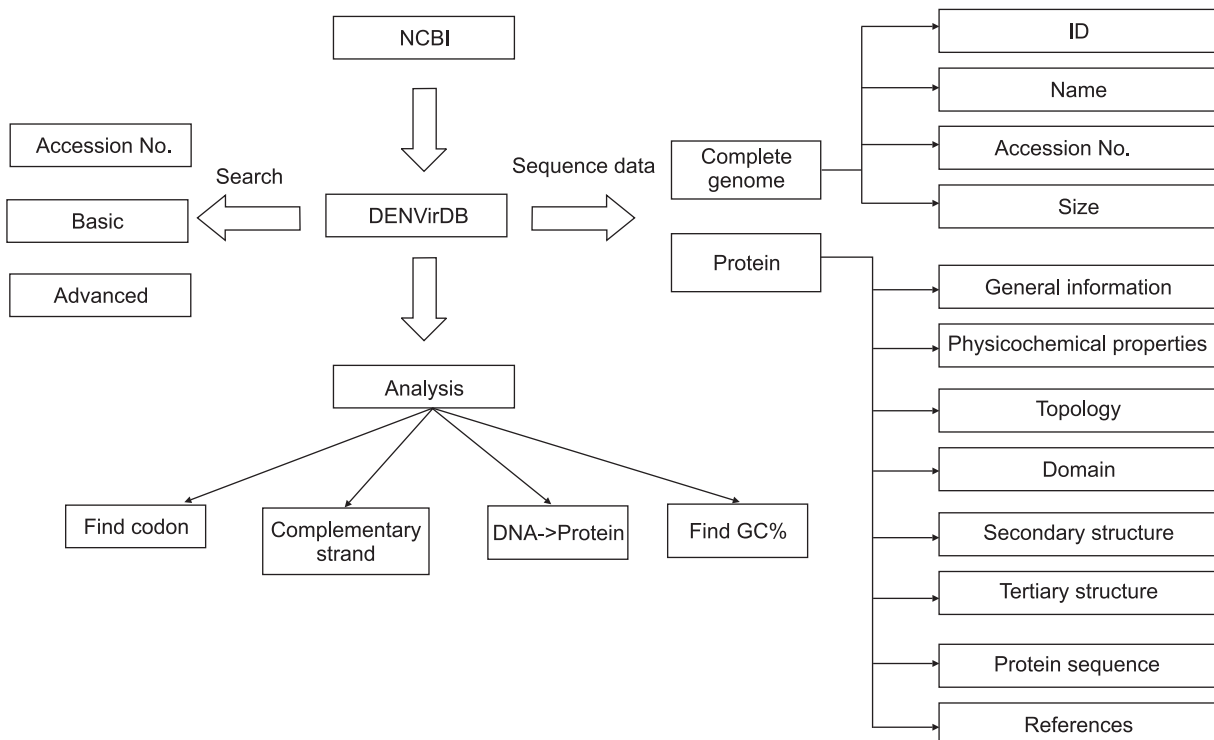 NCBI
Accession No.
Search
Basic
Advanced
DENVirDB
Sequence data
Complete
genome
ID
Name
Accession No.
Size
Protein
General information
Physicochemical properties
Topology
Domain
Secondary structure
Tertiary structure
Protein sequence
References
Analysis
Find codon
Complementary
strand
DNA->Protein
Find GC%